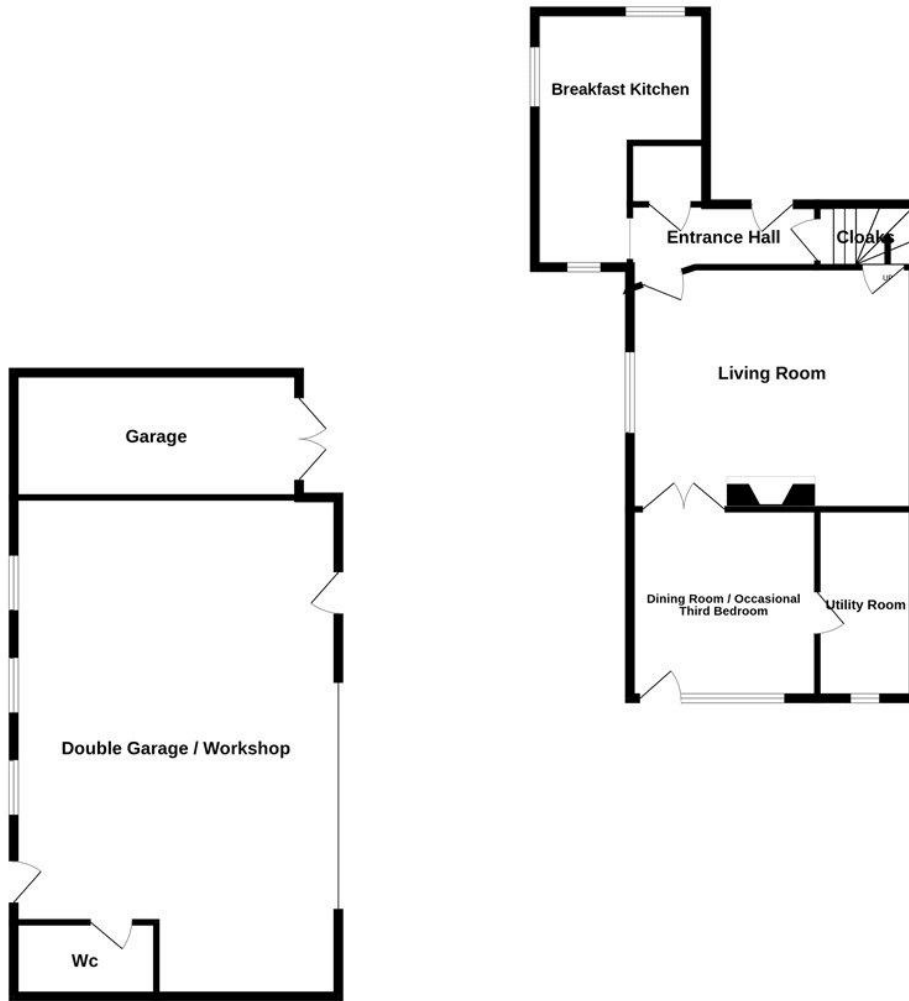 Breakfast Kitchen
Entrance Hall
Cloaks
UP
Living Room
Garage
Dining Room / Occasional
Third Bedroom
Utility Room
Double Garage / Workshop
Wc